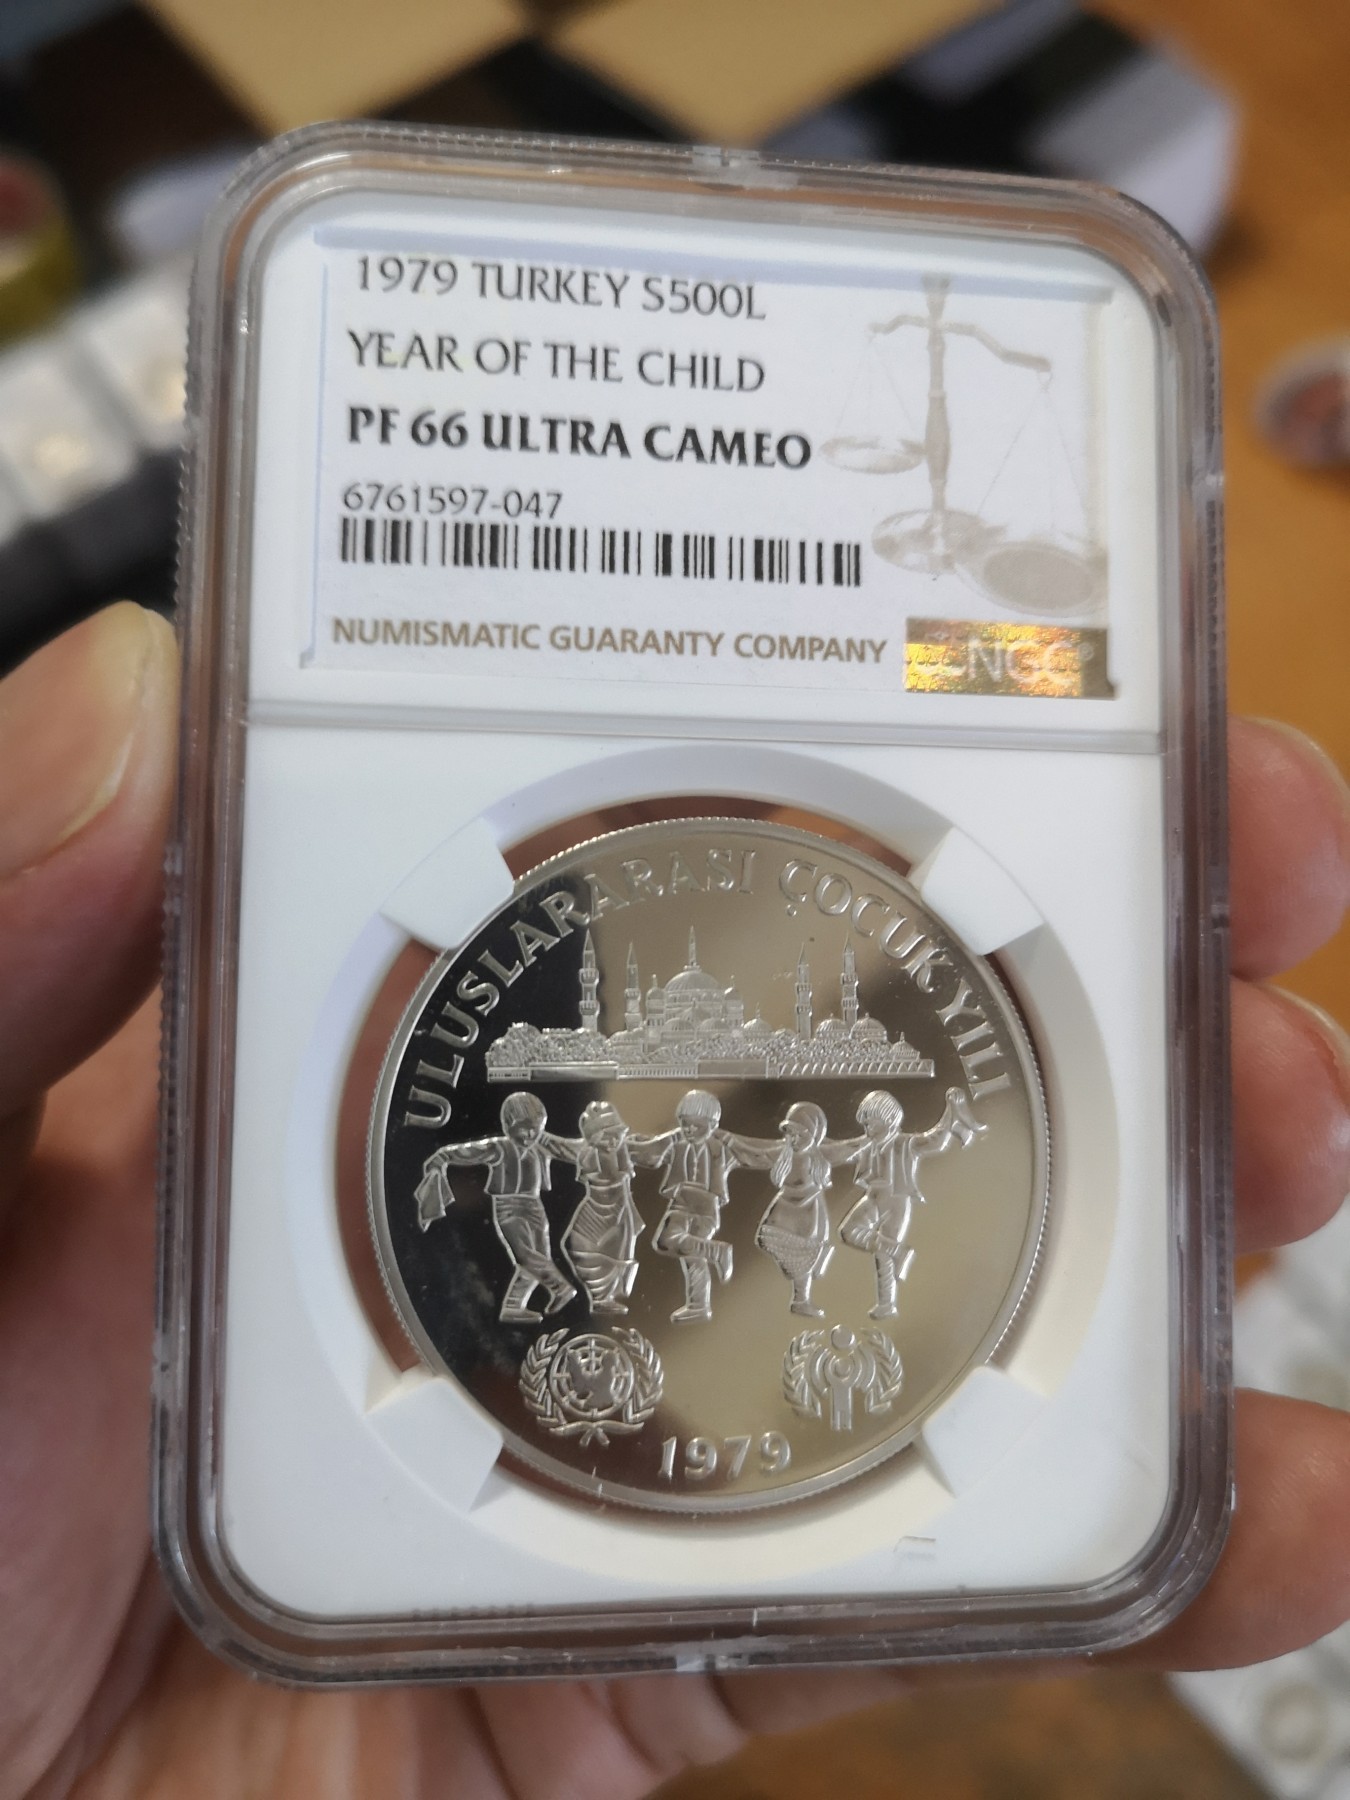 1979 TURKEY S500L
YEAR OF THE CHILD
PF 66 ULTRA CAMEO
6761597-047
NUMISMATIC GUARANTY COMPANY
NGC®
ULUSLARARASI ÇOCUK YILI
1979